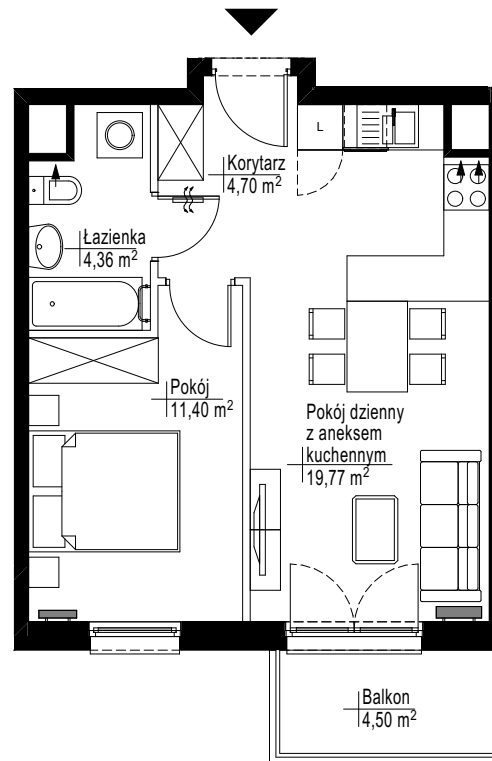 L
Korytarz
4,70 m²
Łazienka
4,36 m²
Pokój
11,40 m²
Pokój dzienny
z aneksem
kuchennym
19,77 m²
Balkon
4,50 m²